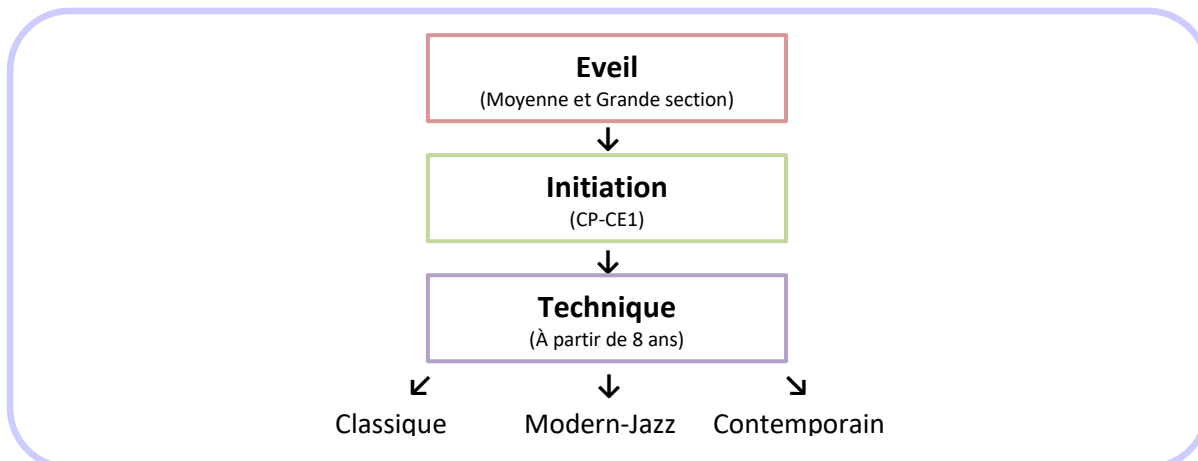 Eveil
(Moyenne et Grande section)
↓
Initiation
(CP-CE1)
↓
Technique
(À partir de 8 ans)
↙ ↓ ↘
Classique Modern-Jazz Contemporain